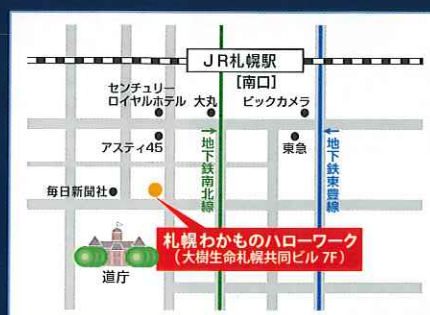 JR札幌駅
[南口]
センチュリー
ロイヤルホテル
大丸
ビックカメラ
アスティ45
地下鉄南北線
東急
地下鉄東豊線
毎日新聞社
札幌わかものハローワーク
(大樹生命札幌共同ビル 7F)
道庁